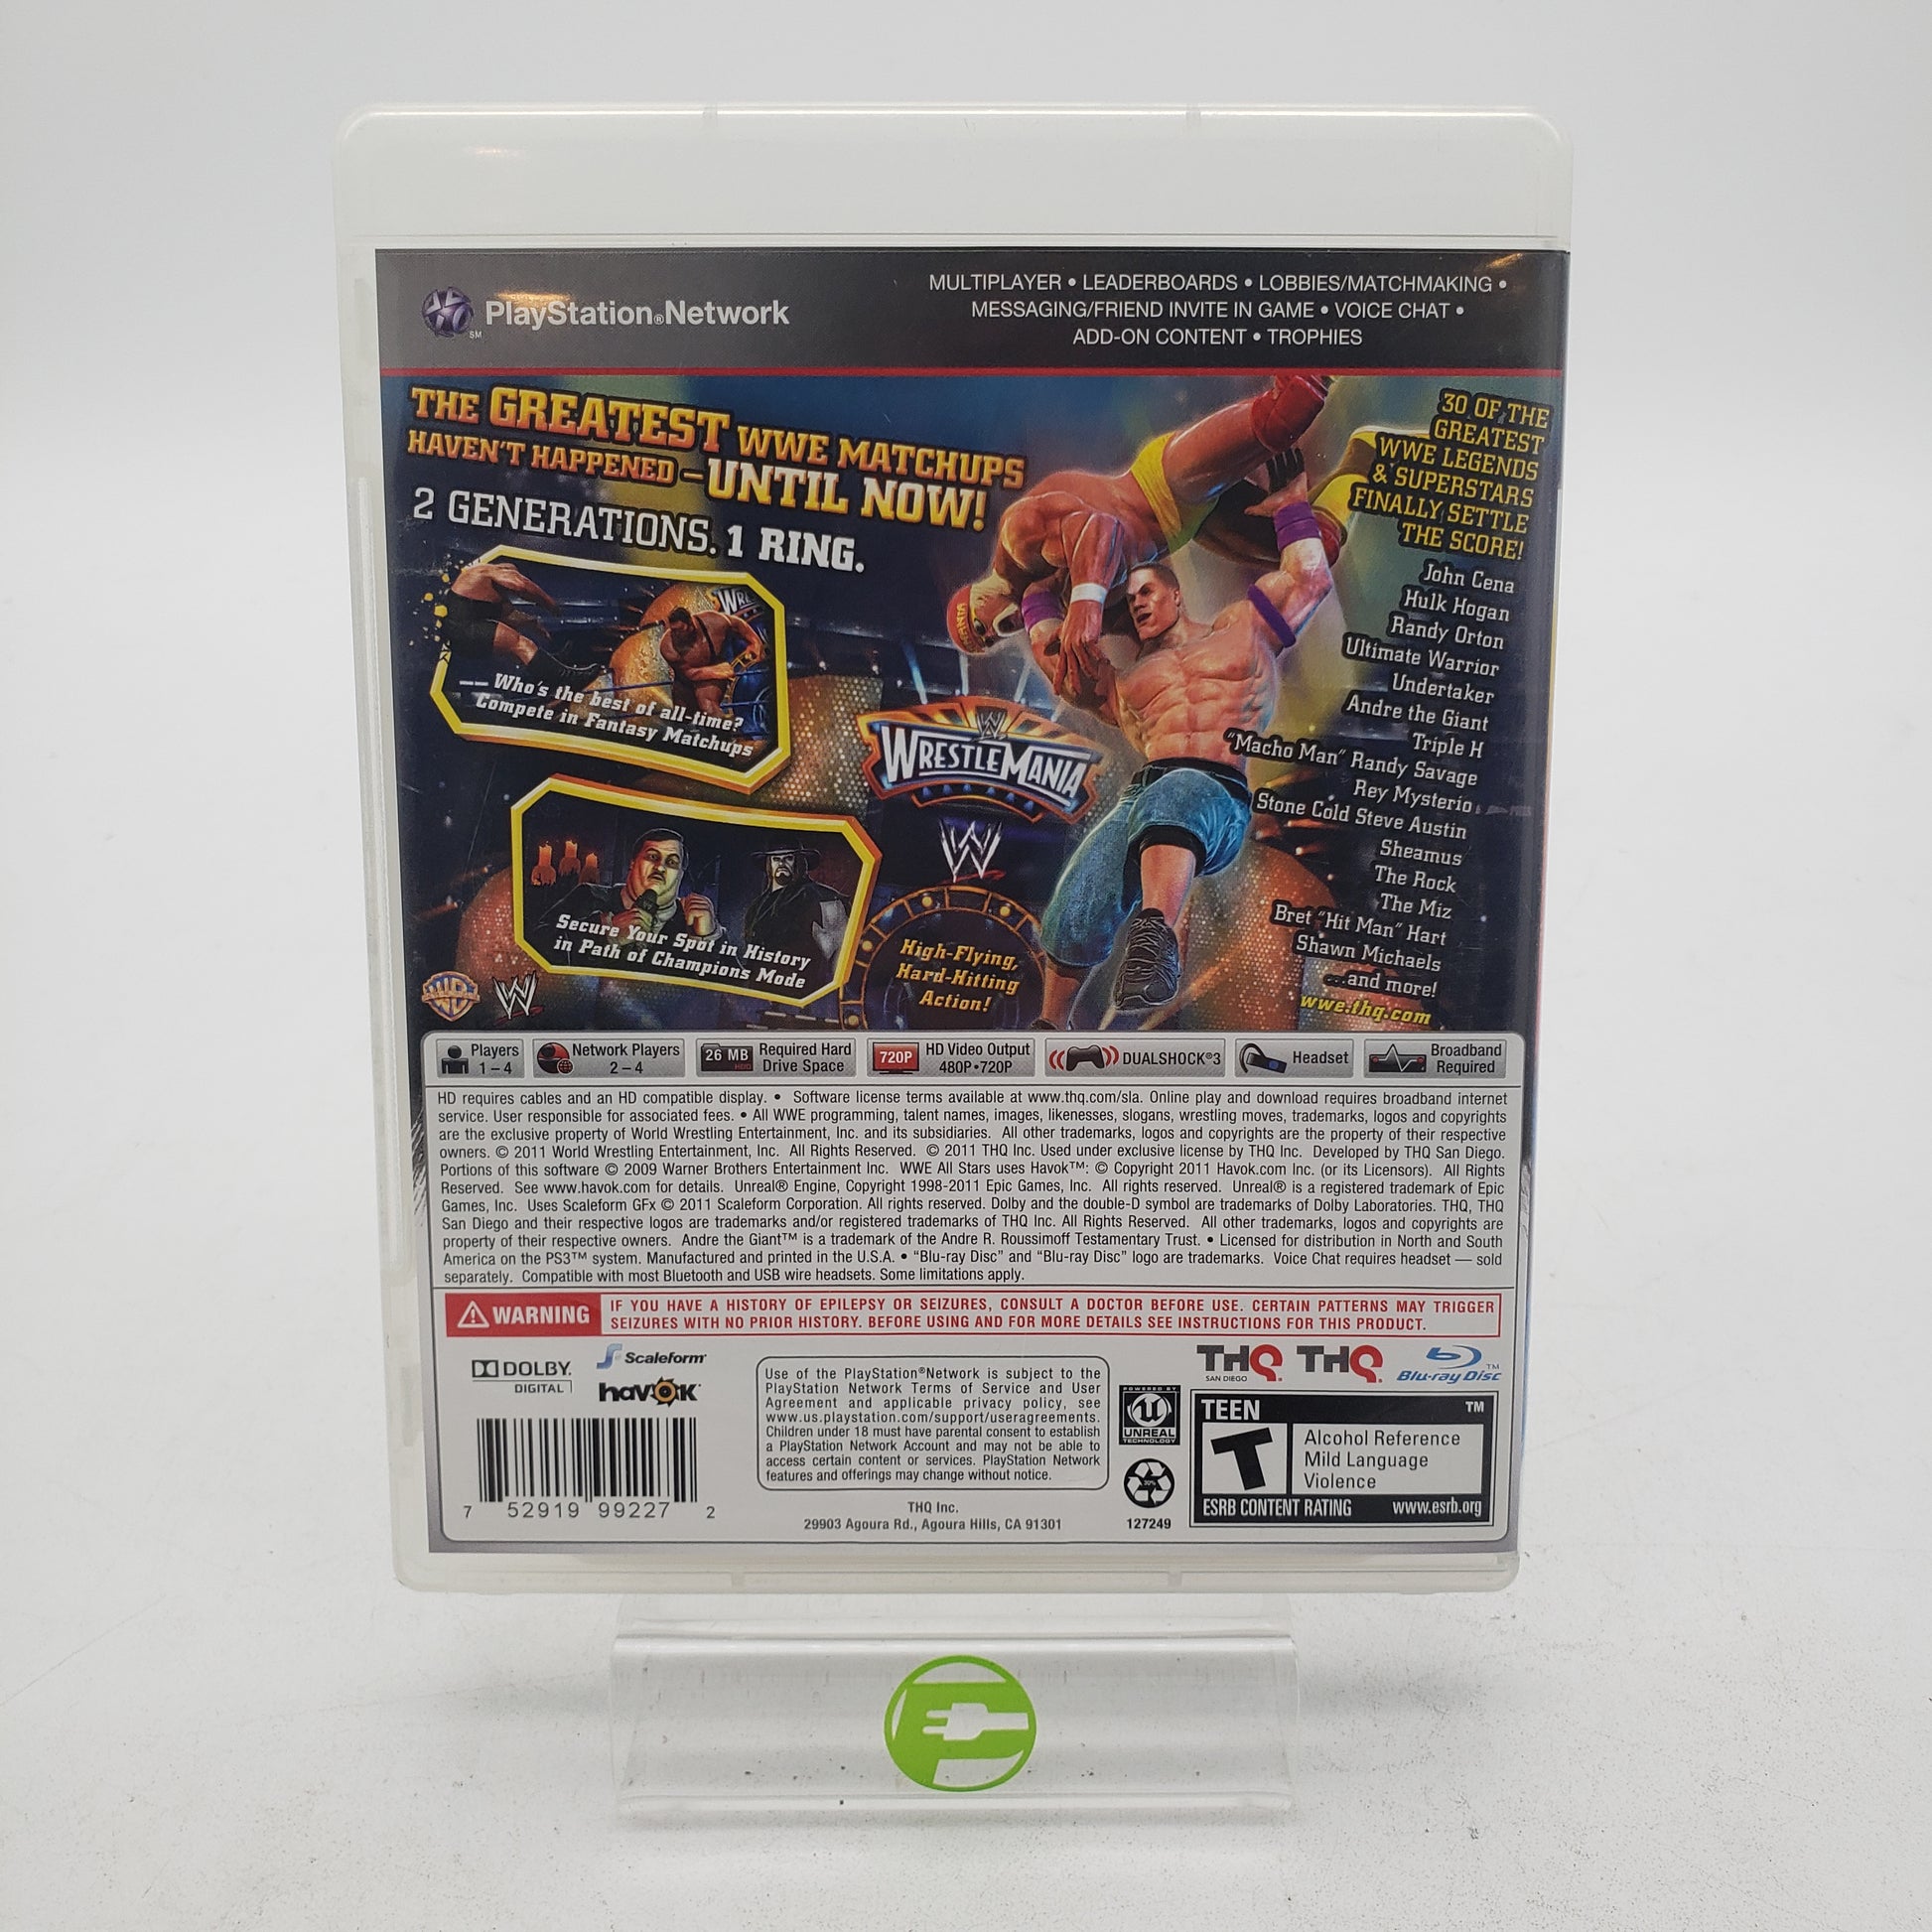 PlayStation®Network
SM
MULTIPLAYER • LEADERBOARDS • LOBBIES/MATCHMAKING •
MESSAGING/FRIEND INVITE IN GAME • VOICE CHAT •
ADD-ON CONTENT • TROPHIES
THE GREATEST WWE MATCHUPS
HAVEN'T HAPPENED – UNTIL NOW!
2 GENERATIONS. 1 RING.
Who's the best of all-time?
Compete in Fantasy Matchups
WRESTLEMANIA
Secure Your Spot in History
in Path of Champions Mode
High-Flying,
Hard-Hitting
Action!
30 OF THE
GREATEST
WWE LEGENDS
& SUPERSTARS
FINALLY SETTLE
THE SCORE!
John Cena
Hulk Hogan
Randy Orton
Ultimate Warrior
Undertaker
Andre the Giant
Triple H
"Macho Man" Randy Savage
Rey Mysterio
Stone Cold Steve Austin
Sheamus
The Rock
The Miz
Bret "Hit Man" Hart
Shawn Michaels
...and more!
wwe.thq.com
WB W
Players
1 – 4
Network Players
2 – 4
26 MB
Required Hard
Drive Space
720P
HD Video Output
480P•720P
DUALSHOCK®3
Headset
Broadband
Required
HD requires cables and an HD compatible display. • Software license terms available at www.thq.com/sla. Online play and download requires broadband internet
service. User responsible for associated fees. • All WWE programming, talent names, images, likenesses, slogans, wrestling moves, trademarks, logos and copyrights
are the exclusive property of World Wrestling Entertainment, Inc. and its subsidiaries. All other trademarks, logos and copyrights are the property of their respective
owners. © 2011 World Wrestling Entertainment, Inc. All Rights Reserved. © 2011 THQ Inc. Used under exclusive license by THQ Inc. Developed by THQ San Diego.
Portions of this software © 2009 Warner Brothers Entertainment Inc. WWE All Stars uses Havok™: © Copyright 2011 Havok.com Inc. (or its Licensors). All Rights
Reserved. See www.havok.com for details. Unreal® Engine, Copyright 1998-2011 Epic Games, Inc. All rights reserved. Unreal® is a registered trademark of Epic
Games, Inc. Uses Scaleform GFx © 2011 Scaleform Corporation. All rights reserved. Dolby and the double-D symbol are trademarks of Dolby Laboratories. THQ, THQ
San Diego and their respective logos are trademarks and/or registered trademarks of THQ Inc. All Rights Reserved. All other trademarks, logos and copyrights are
property of their respective owners. Andre the Giant™ is a trademark of the Andre R. Roussimoff Testamentary Trust. • Licensed for distribution in North and South
America on the PS3™ system. Manufactured and printed in the U.S.A. • "Blu-ray Disc" and "Blu-ray Disc" logo are trademarks. Voice Chat requires headset — sold
separately. Compatible with most Bluetooth and USB wire headsets. Some limitations apply.
WARNING
IF YOU HAVE A HISTORY OF EPILEPSY OR SEIZURES, CONSULT A DOCTOR BEFORE USE. CERTAIN PATTERNS MAY TRIGGER
SEIZURES WITH NO PRIOR HISTORY. BEFORE USING AND FOR MORE DETAILS SEE INSTRUCTIONS FOR THIS PRODUCT.
DOLBY
DIGITAL
Scaleform
havok
7 52919 99227 2
Use of the PlayStation®Network is subject to the
PlayStation Network Terms of Service and User
Agreement and applicable privacy policy, see
www.us.playstation.com/support/useragreements.
Children under 18 must have parental consent to establish
a PlayStation Network Account and may not be able to
access certain content or services. PlayStation Network
features and offerings may change without notice.
THQ Inc.
29903 Agoura Rd., Agoura Hills, CA 91301
POWERED BY
UNREAL
TECHNOLOGY
127249
THQ
SAN DIEGO
THQ
Blu-ray Disc™
TEEN ™
T
Alcohol Reference
Mild Language
Violence
ESRB CONTENT RATING www.esrb.org